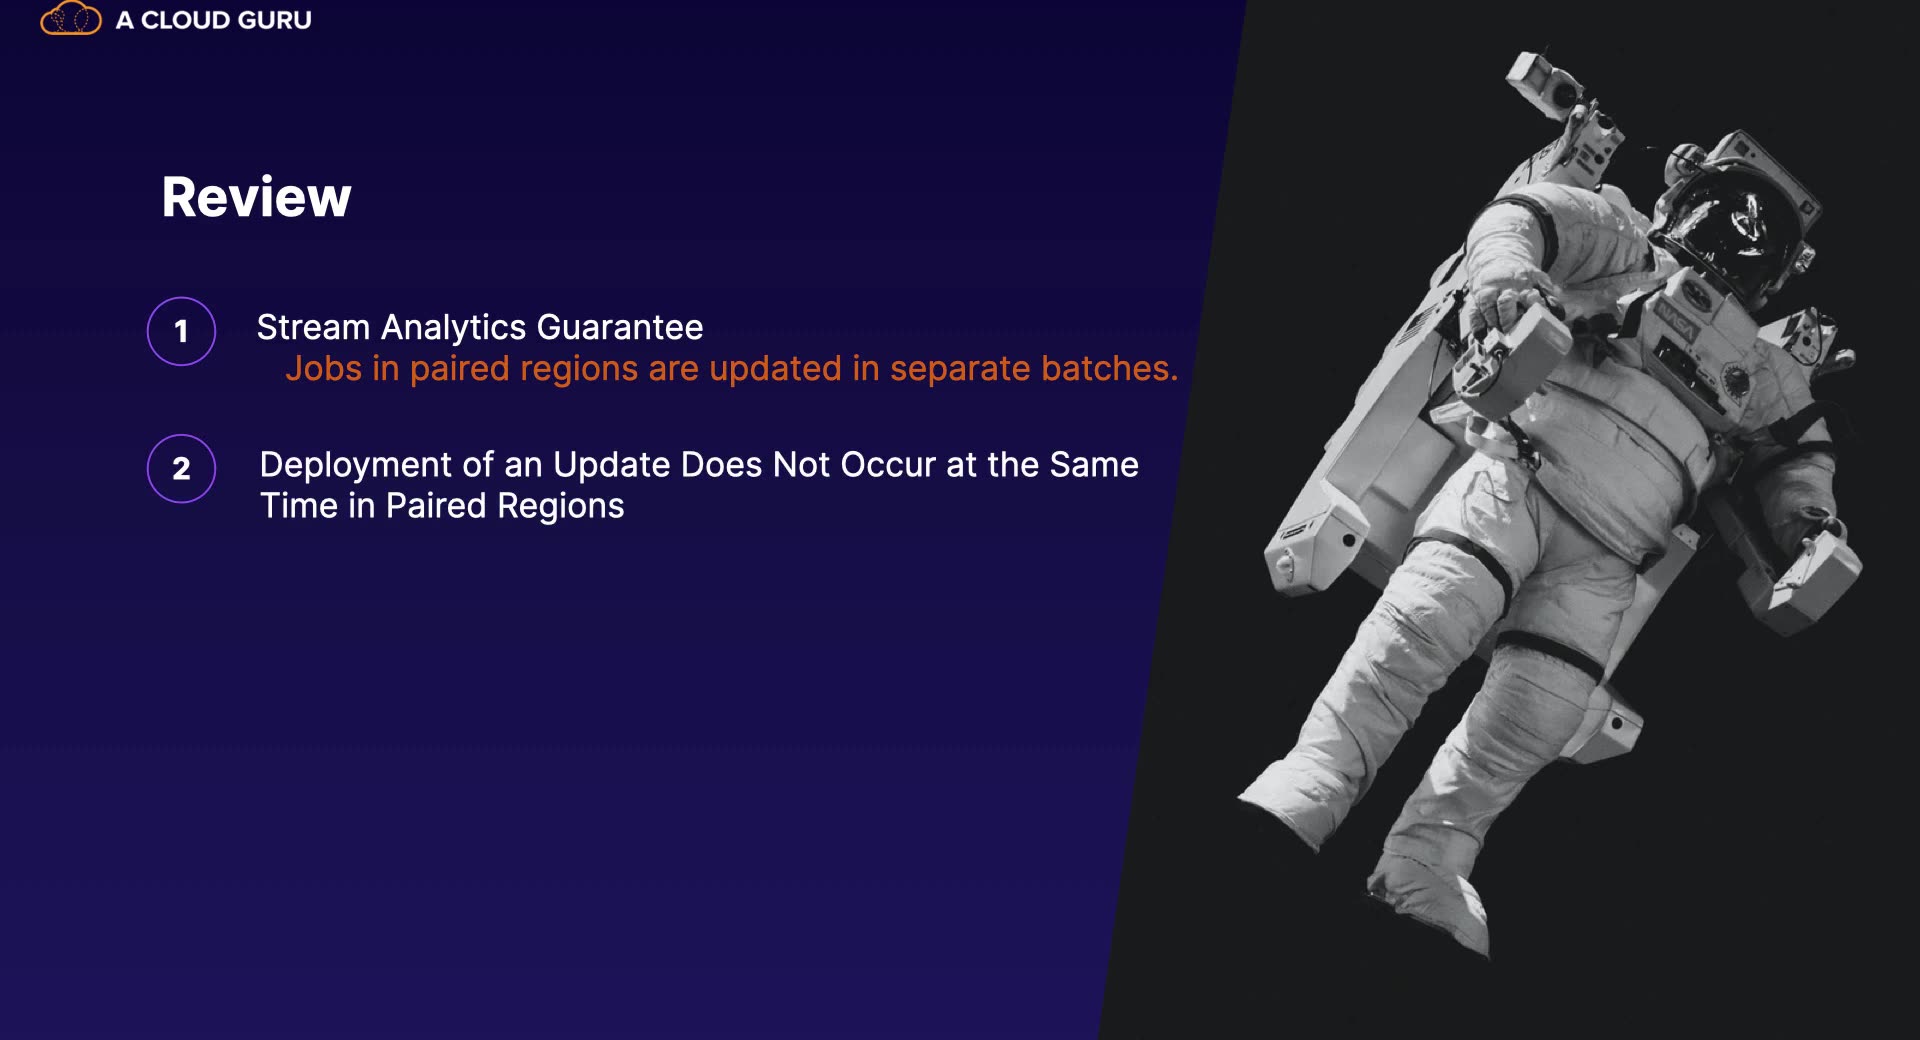 A CLOUD GURU
Review
1
Stream Analytics Guarantee
Jobs in paired regions are updated in separate batches.
2
Deployment of an Update Does Not Occur at the Same
Time in Paired Regions
NASA